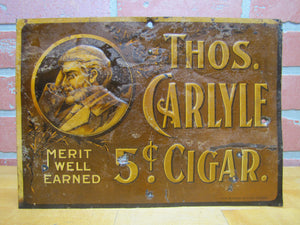 THOS.
CARLYLE
5¢ CIGAR.
MERIT
WELL
EARNED